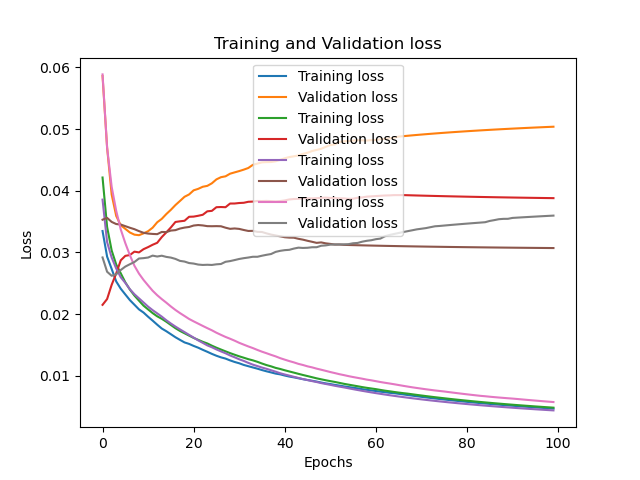 Training and Validation loss
0.06
0.05
0.04
0.03
0.02
0.01
Loss
Training loss
Validation loss
Training loss
Validation loss
Training loss
Validation loss
Training loss
Validation loss
0 20 40 60 80 100
Epochs